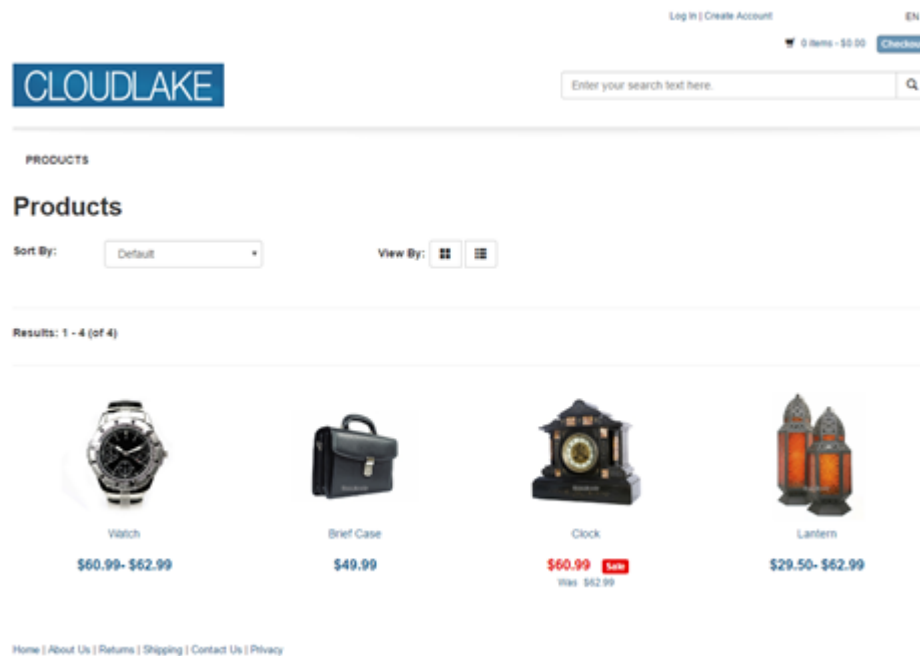 Log In | Create Account
EN
0 items - $0.00
Checkou
CLOUDLAKE
Enter your search text here.
PRODUCTS
Products
Sort By:
Default
View By:
Results: 1 - 4 (of 4)
Watch
Brief Case
Clock
Lantern
$60.99- $62.99
$49.99
$60.99 Sale
$29.50- $62.99
Was $62.99
Home | About Us | Returns | Shipping | Contact Us | Privacy